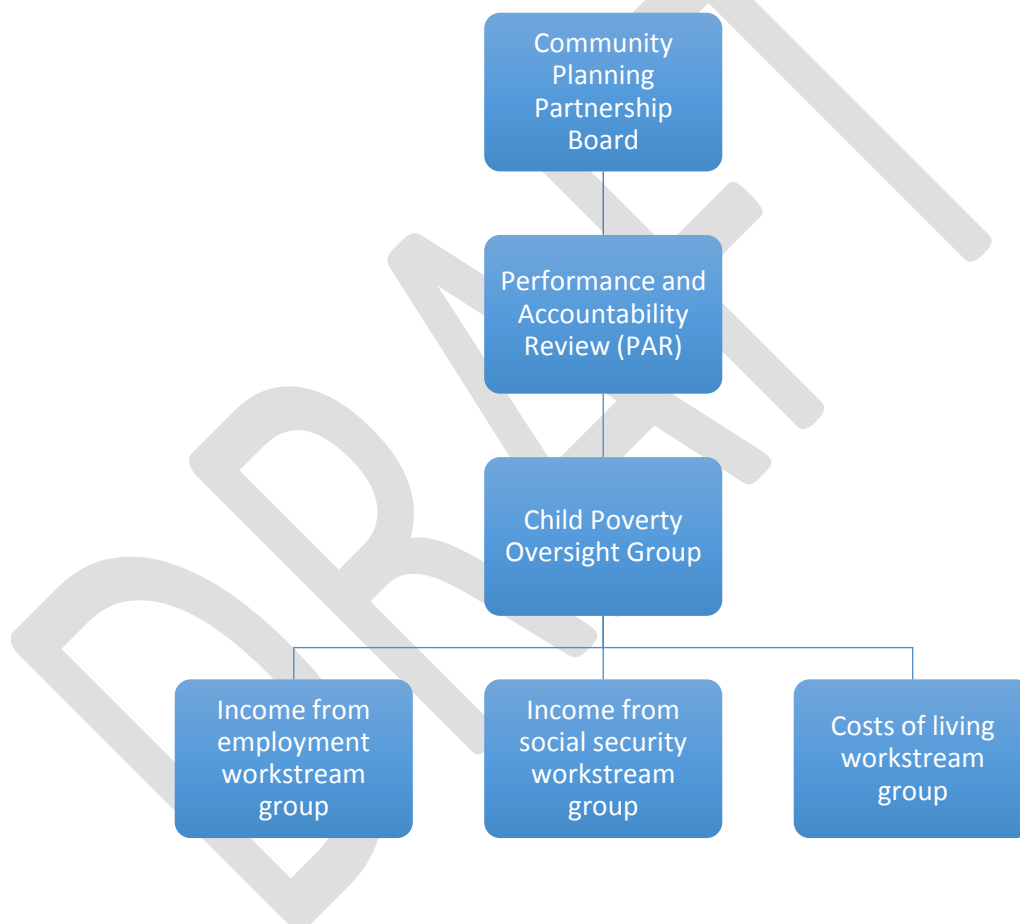 Community
Planning
Partnership
Board
Performance and
Accountability
Review (PAR)
Child Poverty
Oversight Group
Income from
employment
workstream
group
Income from
social security
workstream
group
Costs of living
workstream
group
DRAFT